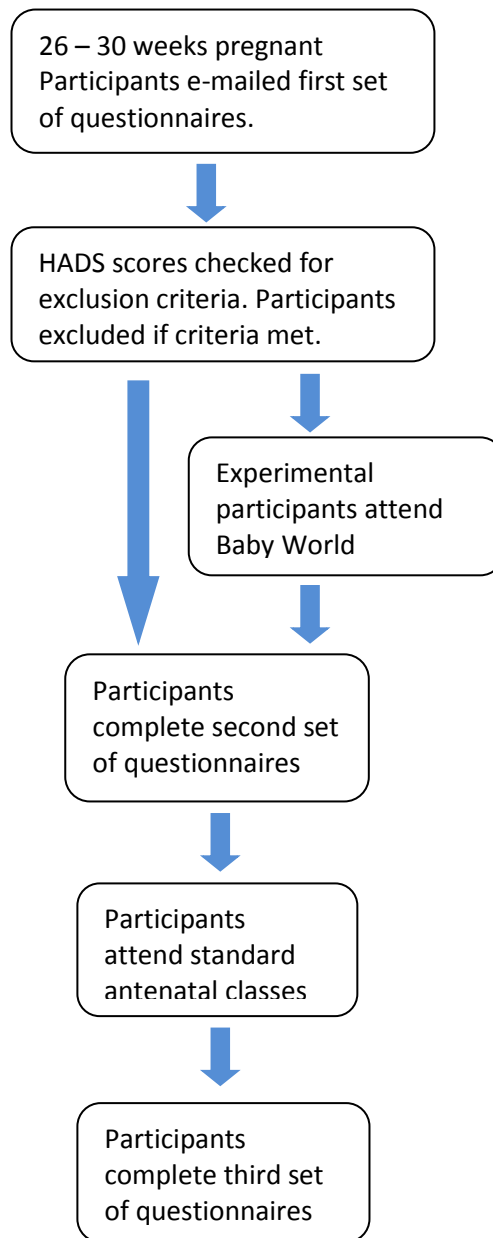 26 – 30 weeks pregnant
Participants e-mailed first set
of questionnaires.
HADS scores checked for
exclusion criteria. Participants
excluded if criteria met.
Experimental
participants attend
Baby World
Participants
complete second set
of questionnaires
Participants
attend standard
antenatal classes
Participants
complete third set
of questionnaires